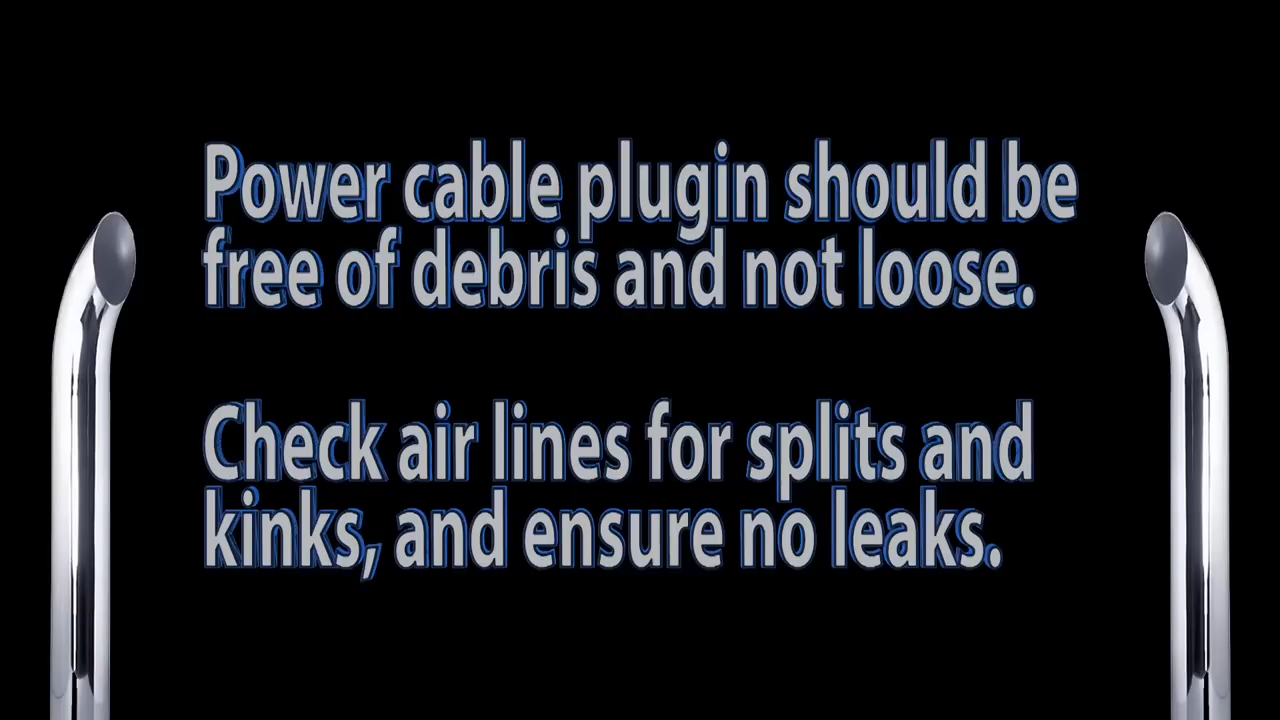 Power cable plugin should be
free of debris and not loose.
Check air lines for splits and
kinks, and ensure no leaks.